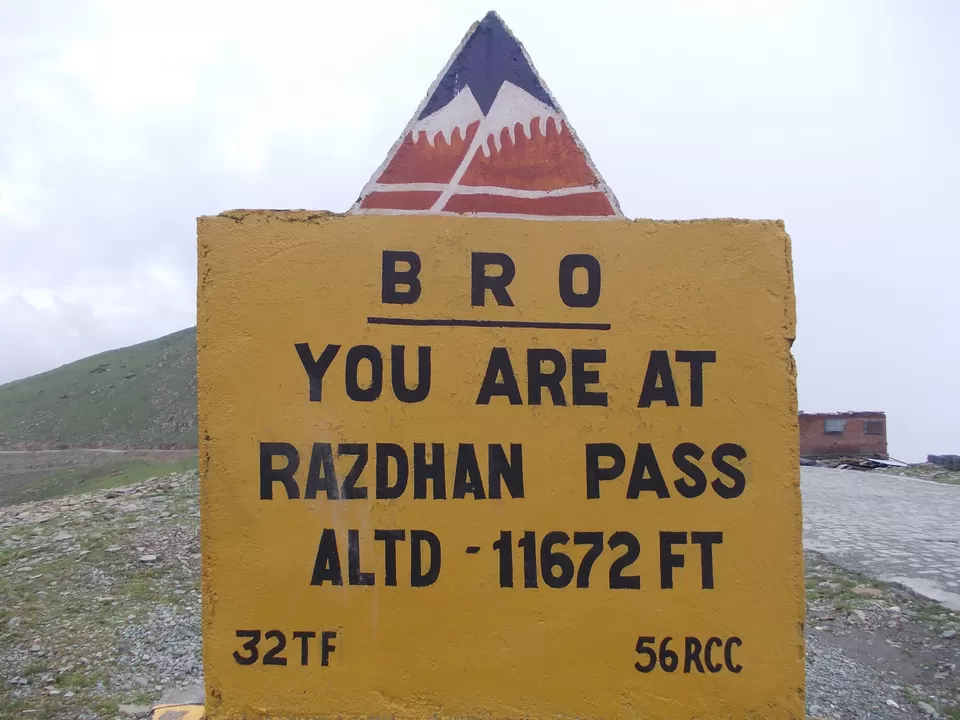 B R O
YOU ARE AT
RAZDHAN PASS
ALTD - 11672 FT
32TF 56RCC